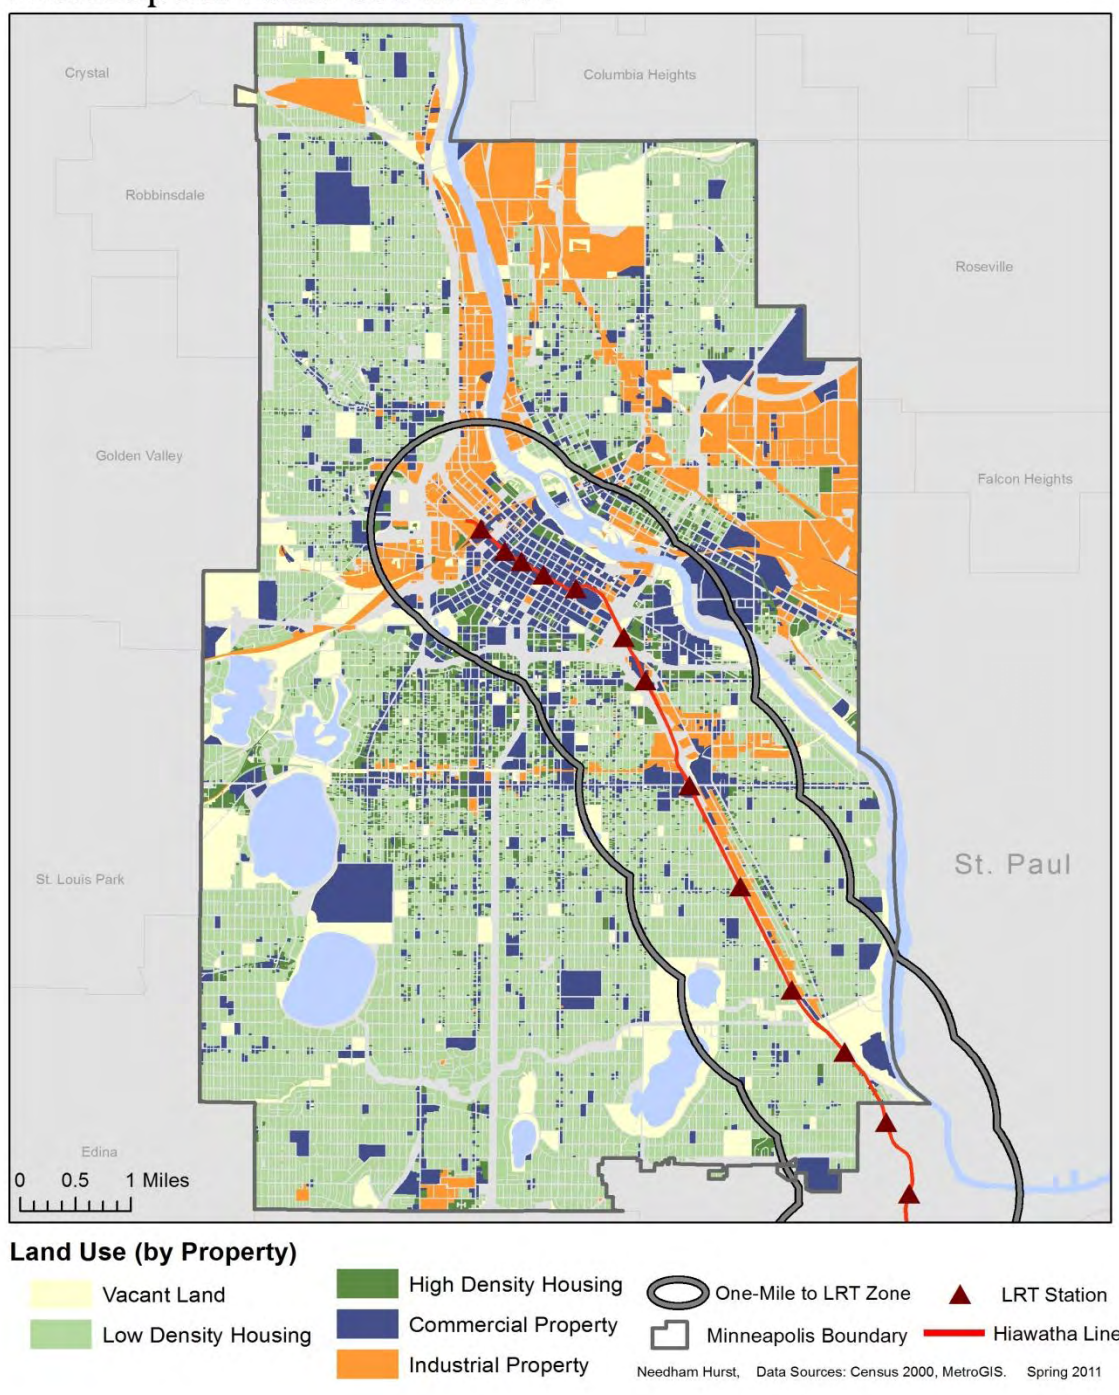 Crystal
Columbia Heights
Robbinsdale
Roseville
Golden Valley
Falcon Heights
St. Louis Park
St. Paul
Edina
0 0.5 1 Miles
Land Use (by Property)
Vacant Land
Low Density Housing
High Density Housing
Commercial Property
Industrial Property
One-Mile to LRT Zone
LRT Station
Minneapolis Boundary
Hiawatha Line
Needham Hurst, Data Sources: Census 2000, MetroGIS. Spring 2011